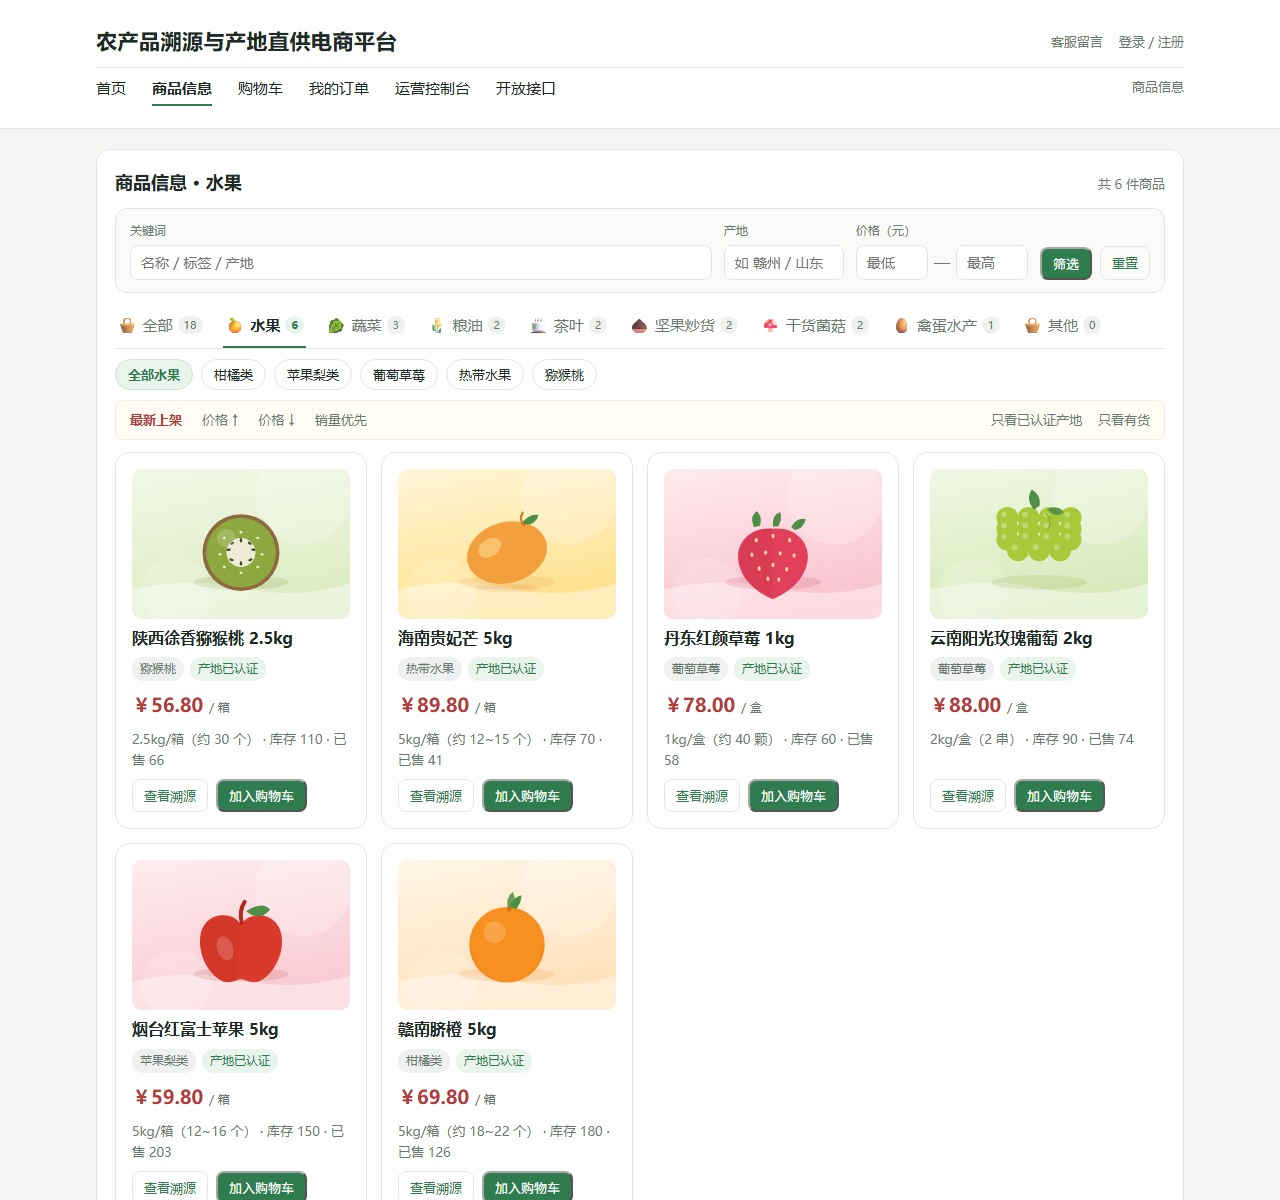 农产品溯源与产地直供电商平台
客服留言 登录 / 注册
首页 商品信息 购物车 我的订单 运营控制台 开放接口 商品信息
商品信息 • 水果 共 6 件商品
关键词 产地 价格（元）
名称 / 标签 / 产地 如 赣州 / 山东 最低 — 最高 筛选 重置
全部 18 水果 6 蔬菜 3 粮油 2 茶叶 2 坚果炒货 2 干货菌菇 2 禽蛋水产 1 其他 0
全部水果 柑橘类 苹果梨类 葡萄草莓 热带水果 猕猴桃
最新上架 价格↑ 价格↓ 销量优先 只看已认证产地 只看有货
陕西徐香猕猴桃 2.5kg
猕猴桃 产地已认证
￥56.80 / 箱
2.5kg/箱（约 30 个） · 库存 110 · 已
售 66
查看溯源 加入购物车
海南贵妃芒 5kg
热带水果 产地已认证
￥89.80 / 箱
5kg/箱（约 12~15 个） · 库存 70 ·
已售 41
查看溯源 加入购物车
丹东红颜草莓 1kg
葡萄草莓 产地已认证
￥78.00 / 盒
1kg/盒（约 40 颗） · 库存 60 · 已售
58
查看溯源 加入购物车
云南阳光玫瑰葡萄 2kg
葡萄草莓 产地已认证
￥88.00 / 盒
2kg/盒（2 串） · 库存 90 · 已售 74
查看溯源 加入购物车
烟台红富士苹果 5kg
苹果梨类 产地已认证
￥59.80 / 箱
5kg/箱（12~16 个） · 库存 150 · 已
售 203
查看溯源 加入购物车
赣南脐橙 5kg
柑橘类 产地已认证
￥69.80 / 箱
5kg/箱（约 18~22 个） · 库存 180 ·
已售 126
查看溯源 加入购物车